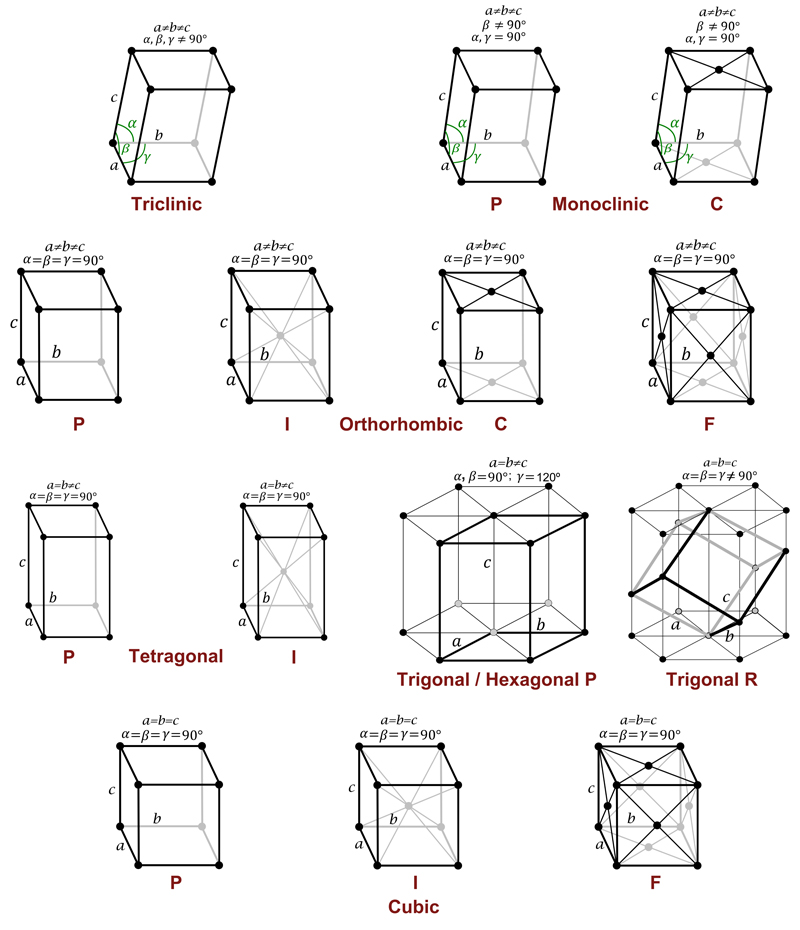 a≠b≠c
α, β, γ ≠ 90°
c
α
b
β
γ
a
Triclinic
a≠b≠c
β ≠ 90°
α, γ = 90°
c
α
b
β
γ
a
P
Monoclinic
a≠b≠c
β ≠ 90°
α, γ = 90°
c
α
b
β
γ
a
C
a≠b≠c
α=β=γ=90°
c
b
a
P
a≠b≠c
α=β=γ=90°
c
b
a
I
Orthorhombic
a≠b≠c
α=β=γ=90°
c
b
a
C
a≠b≠c
α=β=γ=90°
c
b
a
F
a=b≠c
α=β=γ=90°
c
b
a
P
Tetragonal
a=b≠c
α=β=γ=90°
c
b
a
I
a=b≠c
α, β=90°; γ=120°
c
a
b
Trigonal / Hexagonal P
a=b=c
α=β=γ≠90°
c
a
b
Trigonal R
a=b=c
α=β=γ=90°
c
b
a
P
a=b=c
α=β=γ=90°
c
b
a
I
Cubic
a=b=c
α=β=γ=90°
c
b
a
F